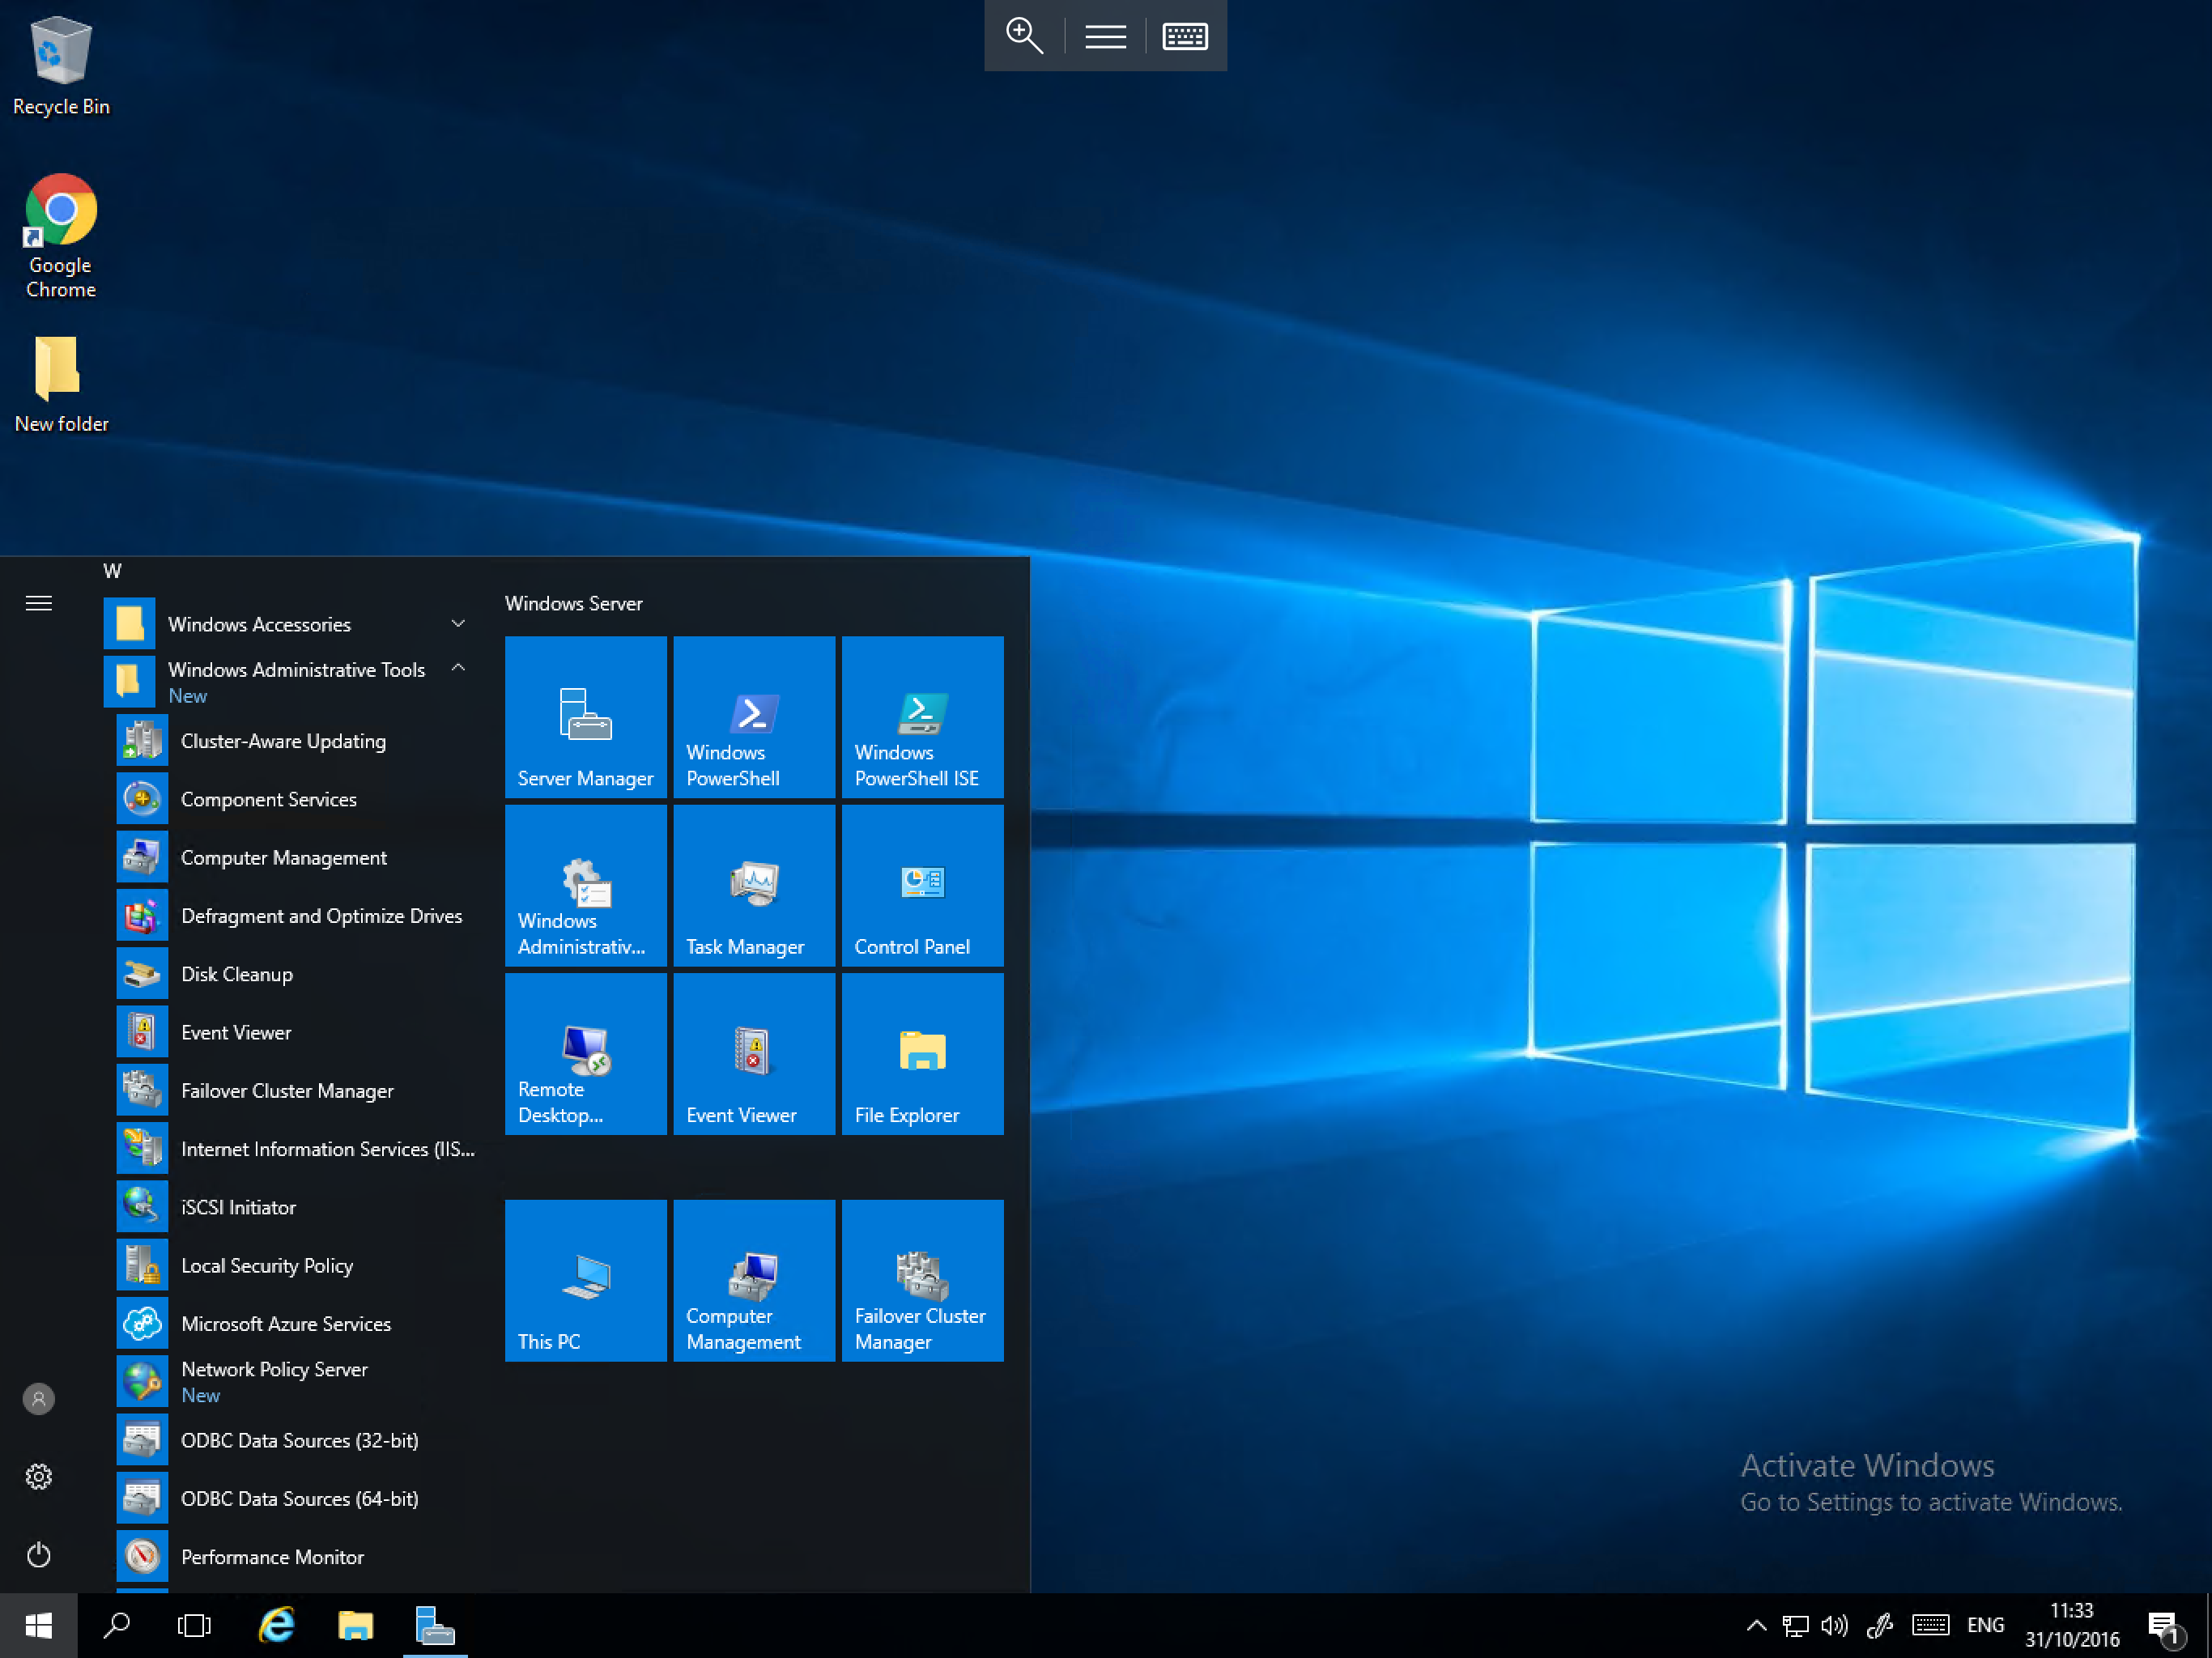 Recycle Bin
Google
Chrome
New folder
W
Windows Accessories
Windows Administrative Tools
New
Cluster-Aware Updating
Component Services
Computer Management
Defragment and Optimize Drives
Disk Cleanup
Event Viewer
Failover Cluster Manager
Internet Information Services (IIS...
iSCSI Initiator
Local Security Policy
Microsoft Azure Services
Network Policy Server
New
ODBC Data Sources (32-bit)
ODBC Data Sources (64-bit)
Performance Monitor
Windows Server
Server Manager
Windows
PowerShell
Windows
PowerShell ISE
Windows
Administrativ...
Task Manager
Control Panel
Remote
Desktop...
Event Viewer
File Explorer
This PC
Computer
Management
Failover Cluster
Manager
Activate Windows
Go to Settings to activate Windows.
ENG
11:33
31/10/2016
1